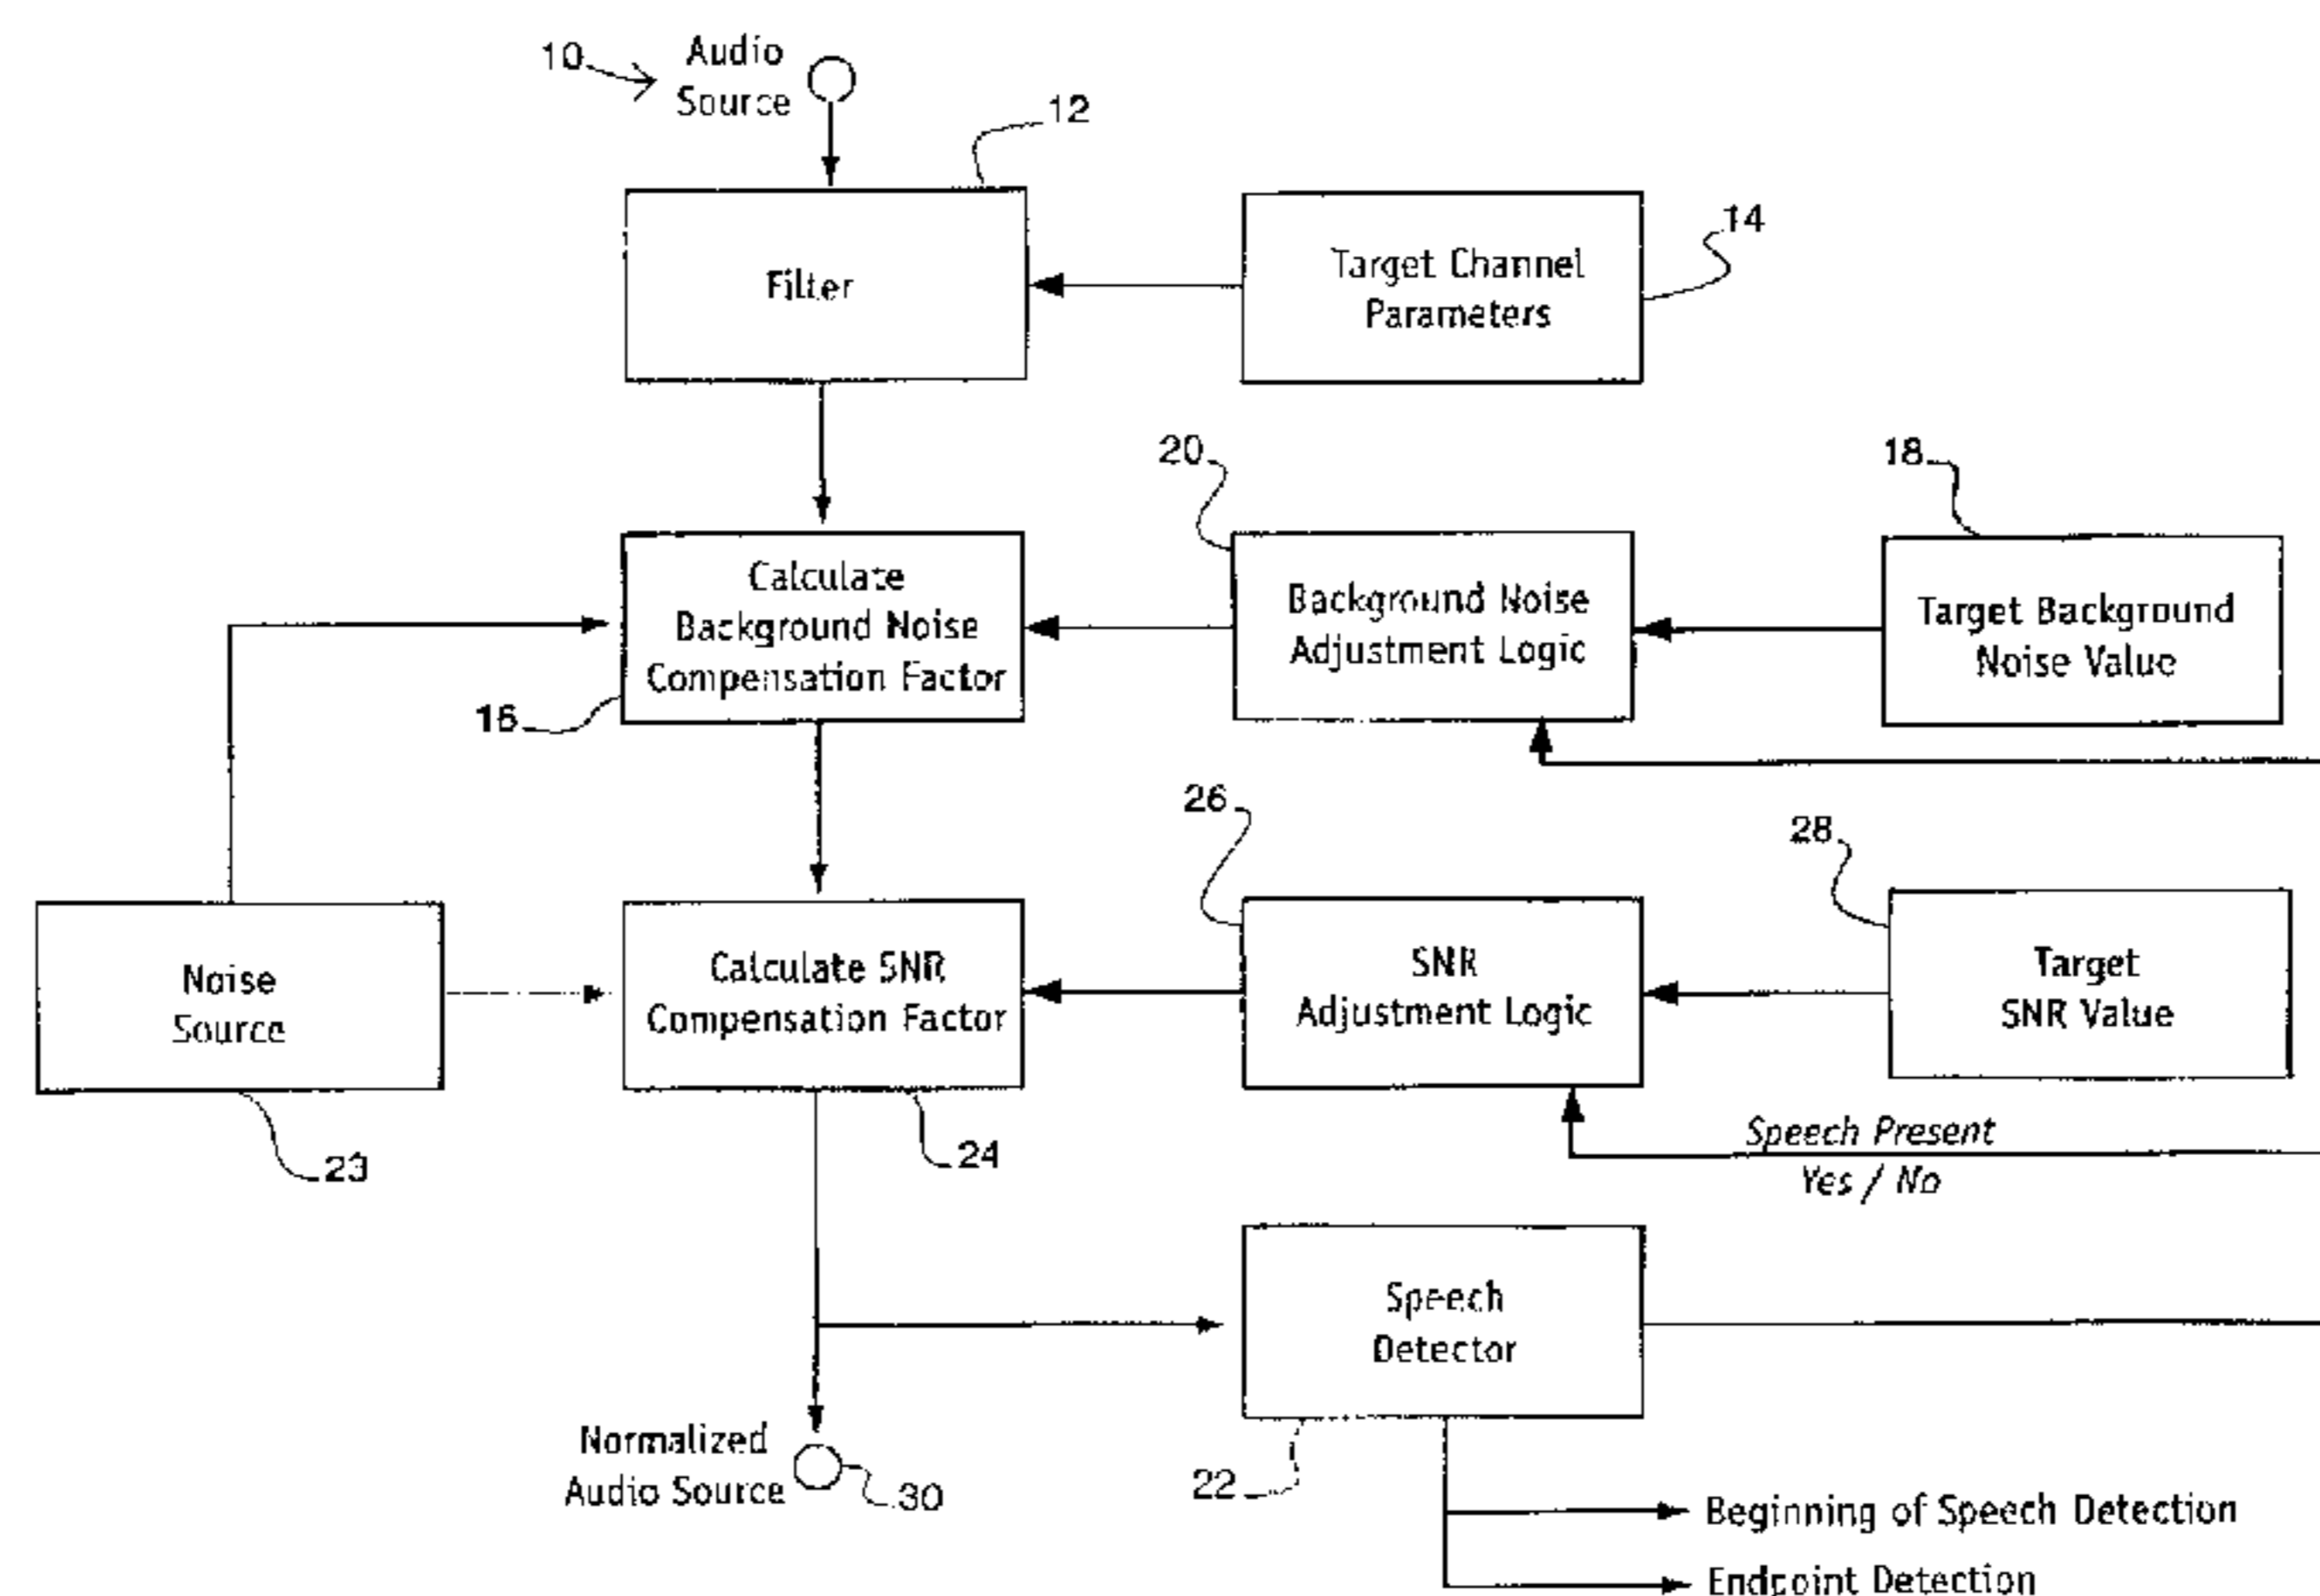 10
Audio
Source
12
Filter
Target Channel
Parameters
14
20
18
Calculate
Background Noise
Compensation Factor
16
Background Noise
Adjustment Logic
Target Background
Noise Value
26
28
Noise
Source
Calculate SNR
Compensation Factor
SNR
Adjustment Logic
Target
SNR Value
23
24
Speech Present
Yes / No
Speech
Detector
Normalized
Audio Source
30
22
Beginning of Speech Detection
Endpoint Detection